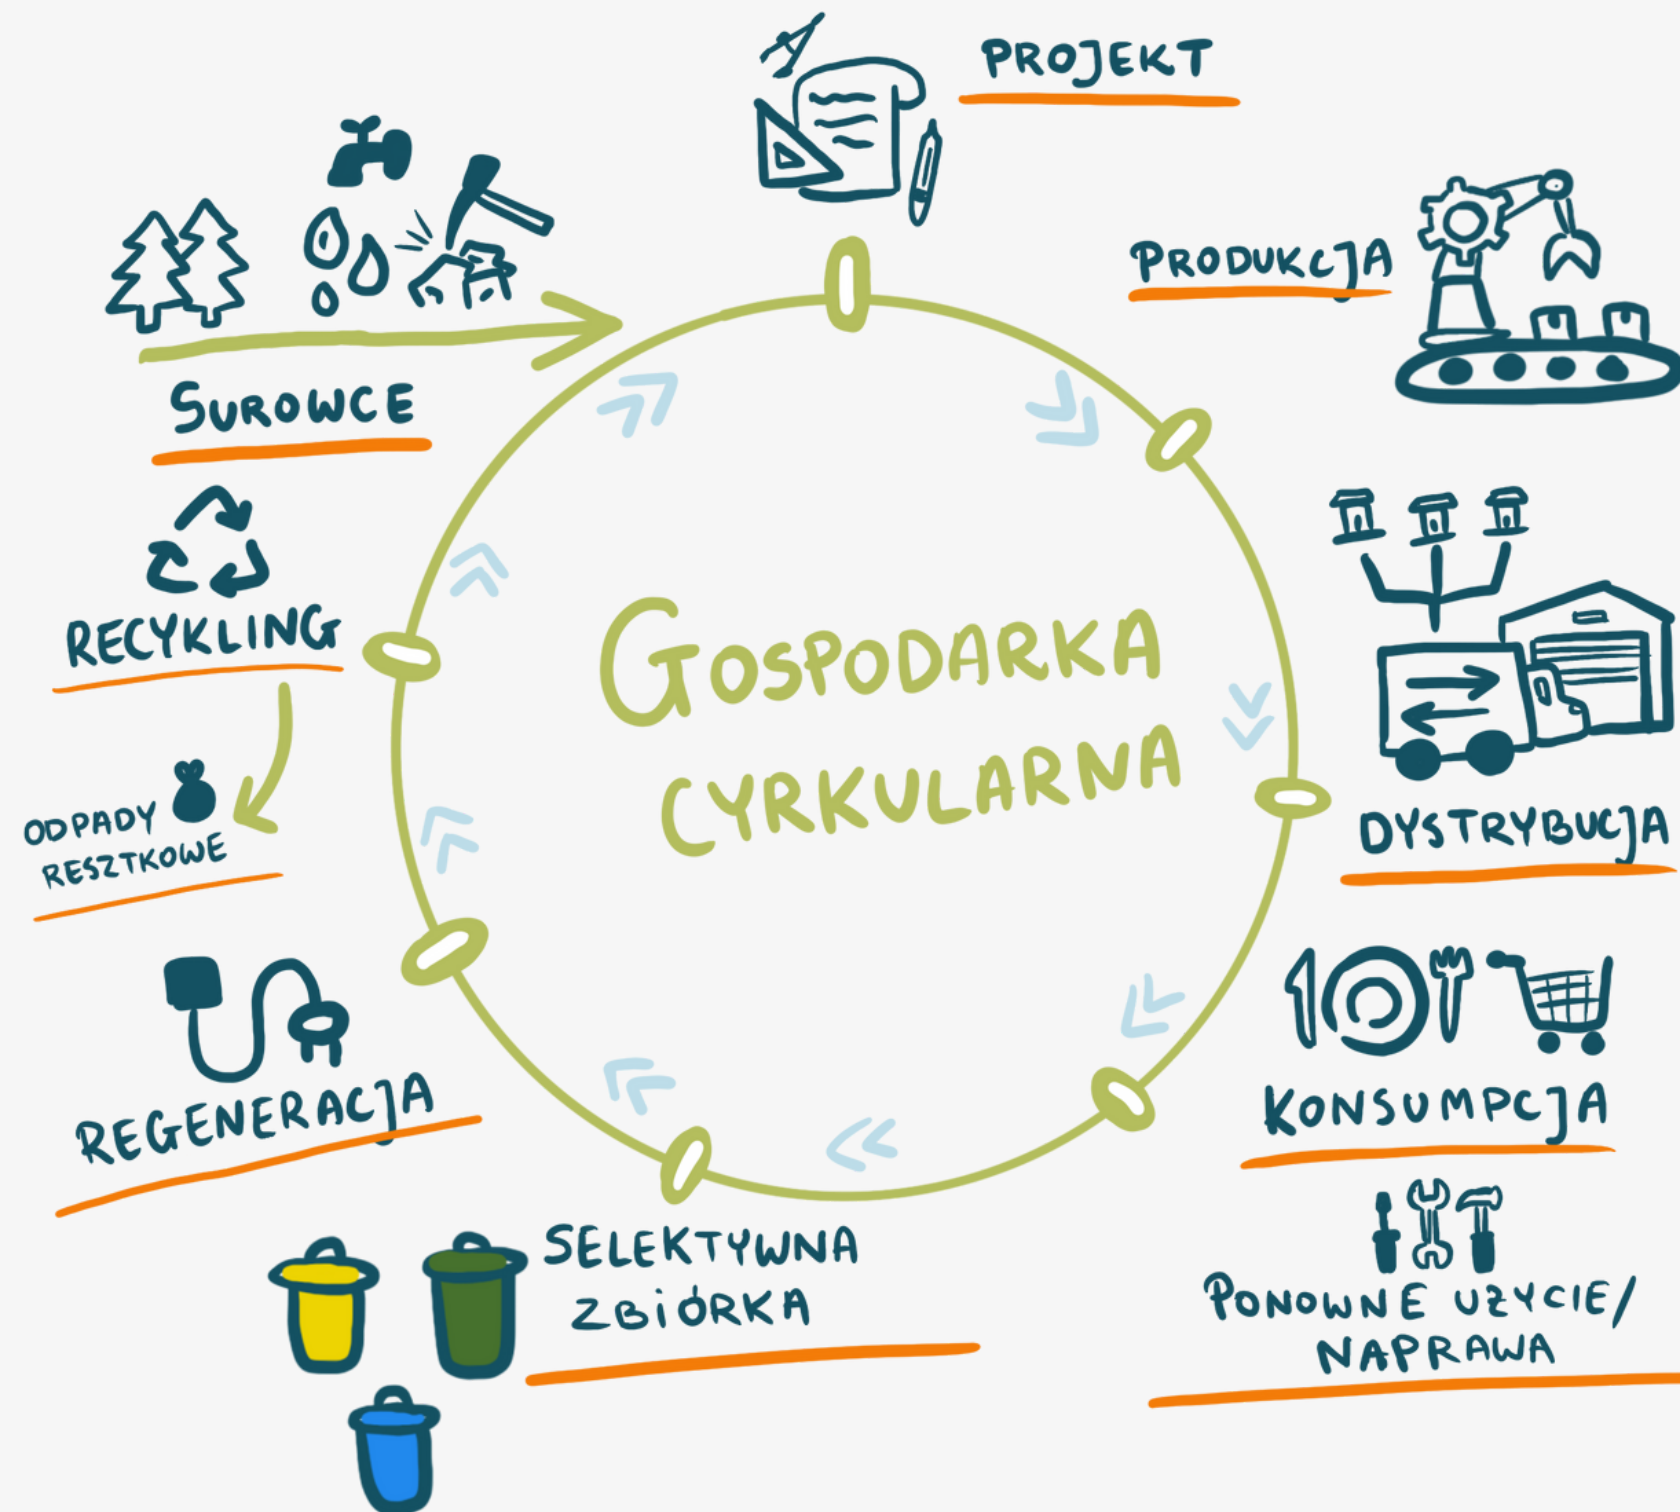 PROJEKT
PRODUKCJA
SUROWCE
RECYKLING
GOSPODARKA
CYRKULARNA
ODPADY
RESZTKOWE
DYSTRYBUCJA
KONSUMPCJA
REGENERACJA
SELEKTYWNA
ZBIÓRKA
PONOWNE UŻYCIE/
NAPRAWA